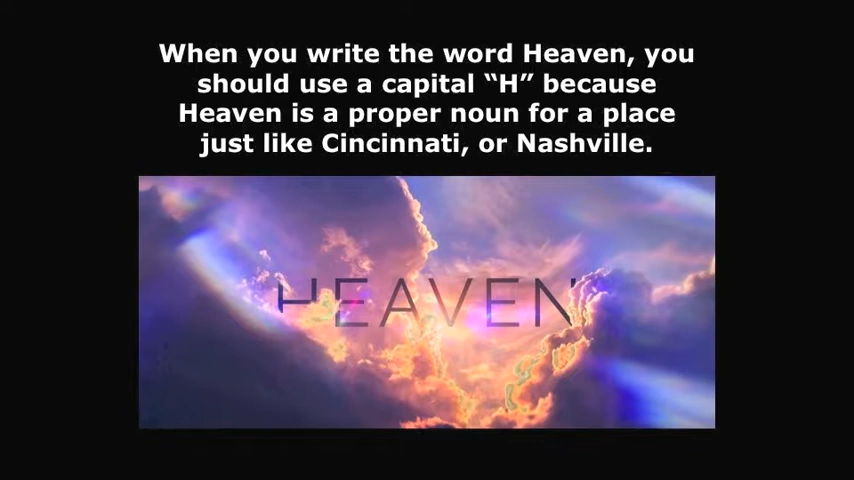 When you write the word Heaven, you
should use a capital “H” because
Heaven is a proper noun for a place
just like Cincinnati, or Nashville.
HEAVEN